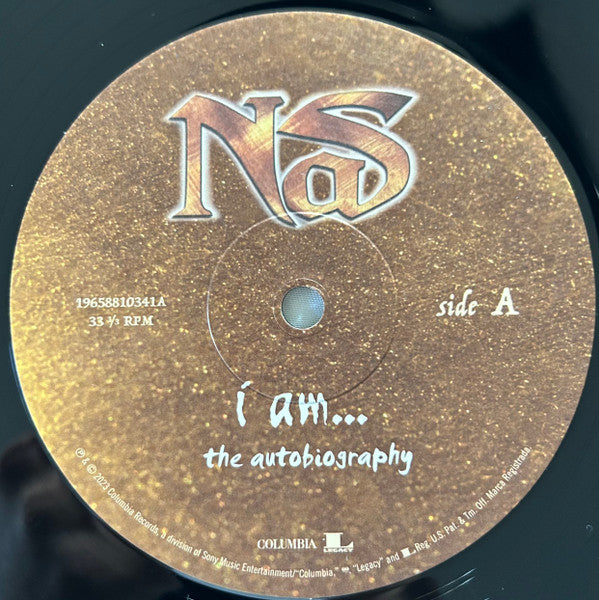 Nas
19658810341A
33 ⅓ RPM
side A
i am...
the autobiography
COLUMBIA L LEGACY
℗ & © 2023 Columbia Records, a division of Sony Music Entertainment/"Columbia," "Legacy" and L Reg. U.S. Pat. & Tm. Off. Marca Registrada.